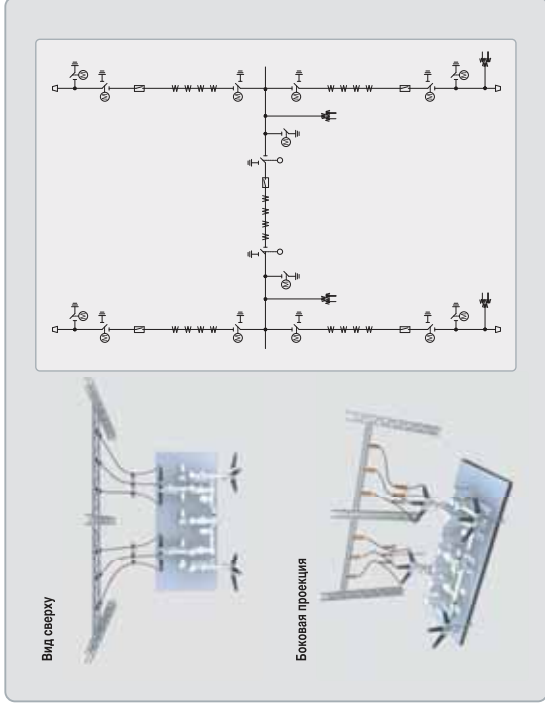 Вид сверху
Боковая проекция